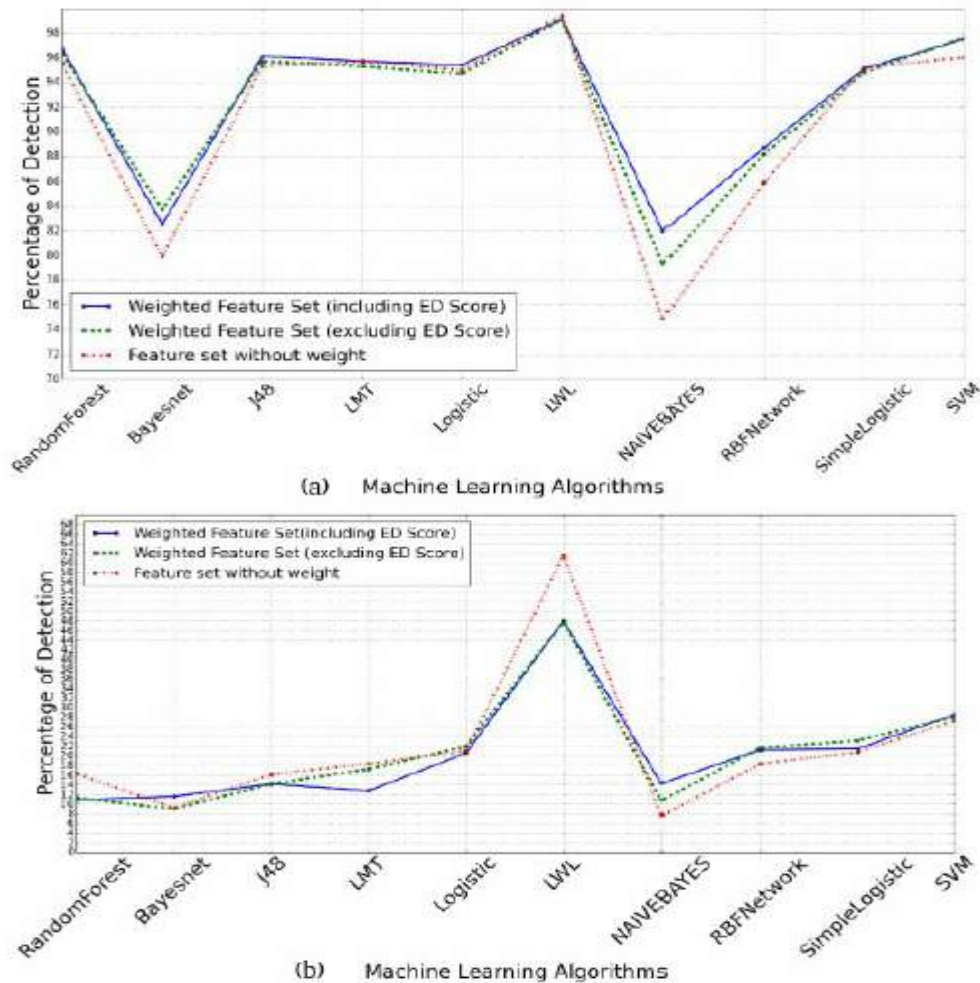 Percentage of Detection
98
96
94
92
90
88
86
84
82
80
78
76
74
72
70
Weighted Feature Set (including ED Score)
Weighted Feature Set (excluding ED Score)
Feature set without weight
RandomForest
Bayesnet
J48
LMT
Logistic
LWL
NAIVEBAYES
RBFNetwork
SimpleLogistic
SVM
(a) Machine Learning Algorithms
Percentage of Detection
Weighted Feature Set(including ED Score)
Weighted Feature Set (excluding ED Score)
Feature set without weight
RandomForest
Bayesnet
J48
LMT
Logistic
LWL
NAIVEBAYES
RBFNetwork
SimpleLogistic
SVM
(b) Machine Learning Algorithms